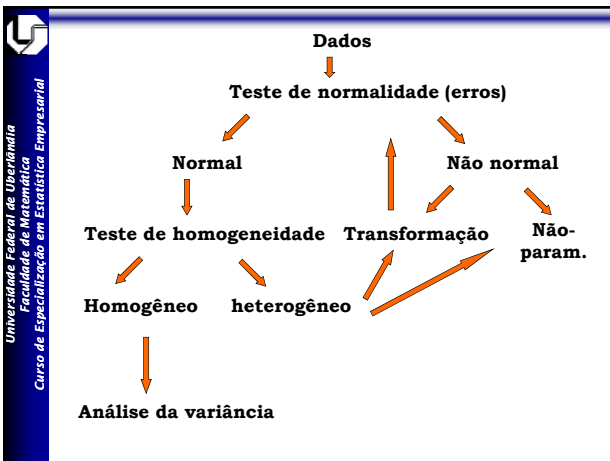 Universidade Federal de Uberlândia
Faculdade de Matemática
Curso de Especialização em Estatística Empresarial
Dados
Teste de normalidade (erros)
Normal
Não normal
Teste de homogeneidade
Transformação
Não-
param.
Homogêneo
heterogêneo
Análise da variância